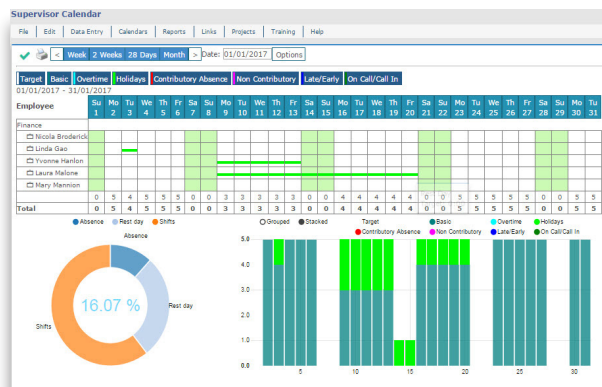 Supervisor Calendar
File Edit Data Entry Calendars Reports Links Projects Training Help
< Week 2 Weeks 28 Days Month > Date: 01/01/2017 Options
Target Basic Overtime Holidays Contributory Absence Non Contributory Late/Early On Call/Call In
01/01/2017 - 31/01/2017
Employee Su 1 Mo 2 Tu 3 We 4 Th 5 Fr 6 Sa 7 Su 8 Mo 9 Tu 10 We 11 Th 12 Fr 13 Sa 14 Su 15 Mo 16 Tu 17 We 18 Th 19 Fr 20 Sa 21 Su 22 Mo 23 Tu 24 We 25 Th 26 Fr 27 Sa 28 Su 29 Mo 30 Tu 31
Finance
Nicola Broderick
Linda Gao
Yvonne Hanlon
Laura Malone
Mary Mannion
0 5 4 5 5 5 0 0 3 3 3 3 3 0 0 4 4 4 4 4 0 0 5 5 5 5 5 0 0 5 5
Total 0 5 4 5 5 5 0 0 3 3 3 3 3 0 0 4 4 4 4 4 0 0 5 5 5 5 5 0 0 5 5
Absence Rest day Shifts
Grouped Stacked Target Basic Overtime Holidays
Contributory Absence Non Contributory Late/Early On Call/Call In
Absence
Rest day
Shifts
16.07 %
5.0
4.0
3.0
2.0
1.0
0.0
5 10 15 20 25 30